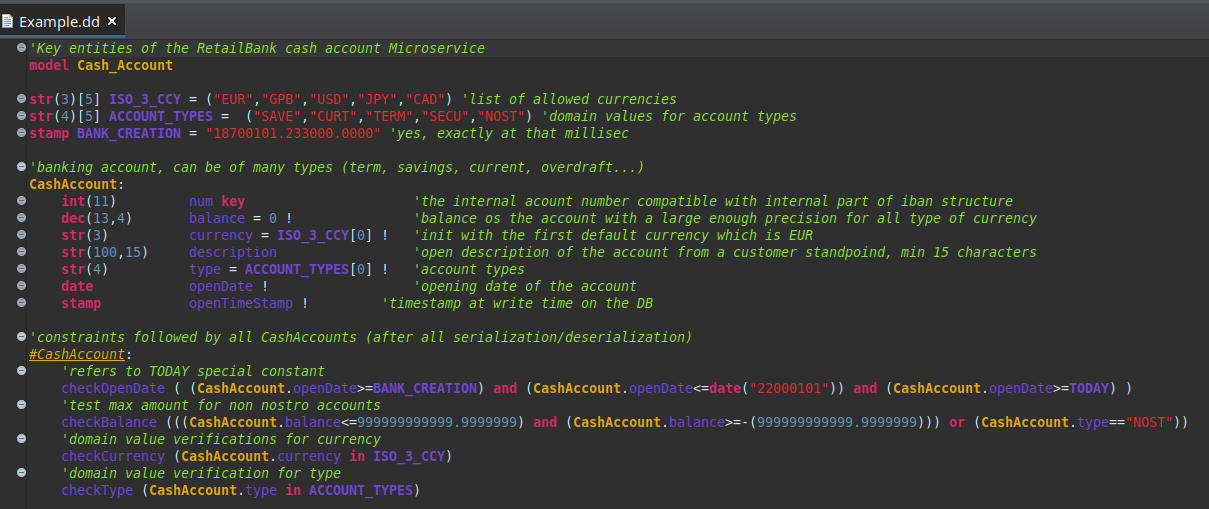 Example.dd
'Key entities of the RetailBank cash account Microservice
model Cash_Account
str(3)[5] ISO_3_CCY = ("EUR","GPB","USD","JPY","CAD") 'list of allowed currencies
str(4)[5] ACCOUNT_TYPES =  ("SAVE","CURT","TERM","SECU","NOST") 'domain values for account types
stamp BANK_CREATION = "18700101.233000.0000" 'yes, exactly at that millisec
'banking account, can be of many types (term, savings, current, overdraft...)
CashAccount:
    int(11)         num key                     'the internal acount number compatible with internal part of iban structure
    dec(13,4)       balance = 0 !               'balance os the account with a large enough precision for all type of currency
    str(3)          currency = ISO_3_CCY[0] !   'init with the first default currency which is EUR
    str(100,15)     description                 'open description of the account from a customer standpoind, min 15 characters
    str(4)          type = ACCOUNT_TYPES[0] !   'account types
    date            openDate !                  'opening date of the account
    stamp           openTimeStamp !         'timestamp at write time on the DB
'constraints followed by all CashAccounts (after all serialization/deserialization)
#CashAccount:
    'refers to TODAY special constant
    checkOpenDate ( (CashAccount.openDate>=BANK_CREATION) and (CashAccount.openDate<=date("22000101")) and (CashAccount.openDate>=TODAY) )
    'test max amount for non nostro accounts
    checkBalance (((CashAccount.balance<=999999999999.9999999) and (CashAccount.balance>=-(999999999999.9999999))) or (CashAccount.type=="NOST"))
    'domain value verifications for currency
    checkCurrency (CashAccount.currency in ISO_3_CCY)
    'domain value verification for type
    checkType (CashAccount.type in ACCOUNT_TYPES)